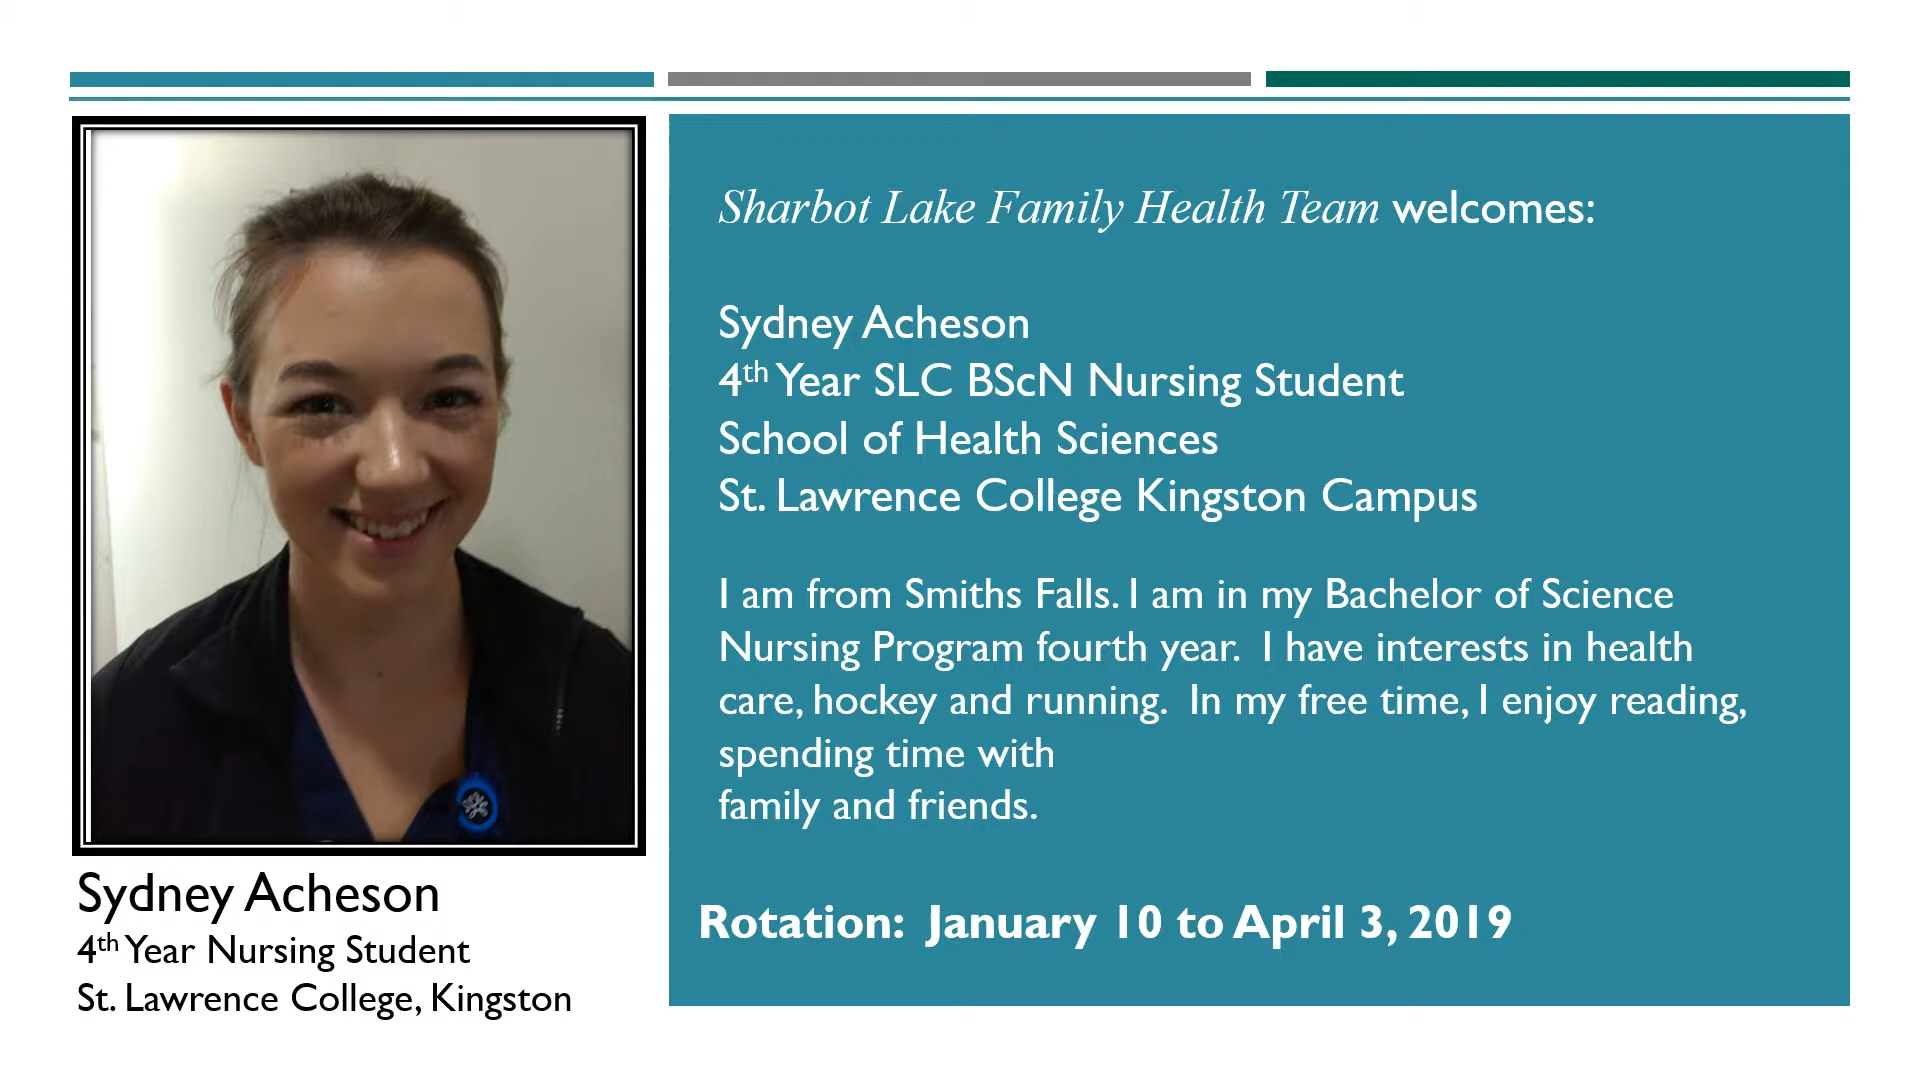 Sharbot Lake Family Health Team welcomes:
Sydney Acheson
4th Year SLC BScN Nursing Student
School of Health Sciences
St. Lawrence College Kingston Campus
I am from Smiths Falls. I am in my Bachelor of Science
Nursing Program fourth year.  I have interests in health
care, hockey and running.  In my free time, I enjoy reading,
spending time with
family and friends.
Rotation:  January 10 to April 3, 2019
Sydney Acheson
4th Year Nursing Student
St. Lawrence College, Kingston